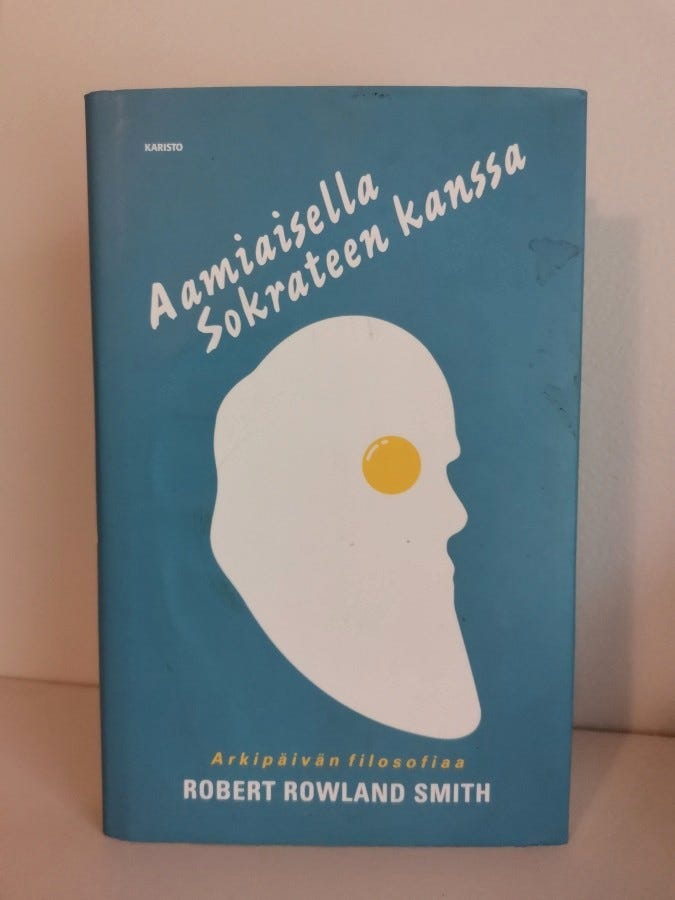 KARISTO
Aamiaisella
Sokrateen kanssa
Arkipäivän filosofiaa
ROBERT ROWLAND SMITH